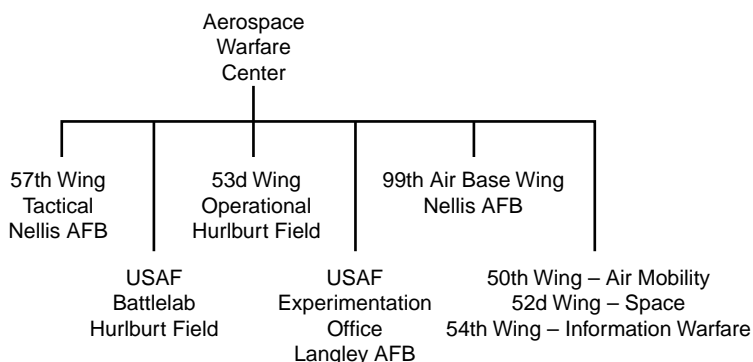 Aerospace
Warfare
Center
57th Wing
Tactical
Nellis AFB
53d Wing
Operational
Hurlburt Field
99th Air Base Wing
Nellis AFB
USAF
Battlelab
Hurlburt Field
USAF
Experimentation
Office
Langley AFB
50th Wing – Air Mobility
52d Wing – Space
54th Wing – Information Warfare